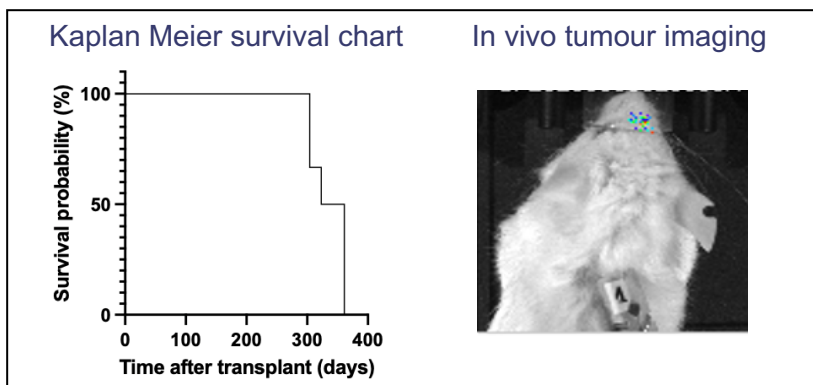 Kaplan Meier survival chart
In vivo tumour imaging
Survival probability (%)
100
50
0
0 100 200 300 400
Time after transplant (days)